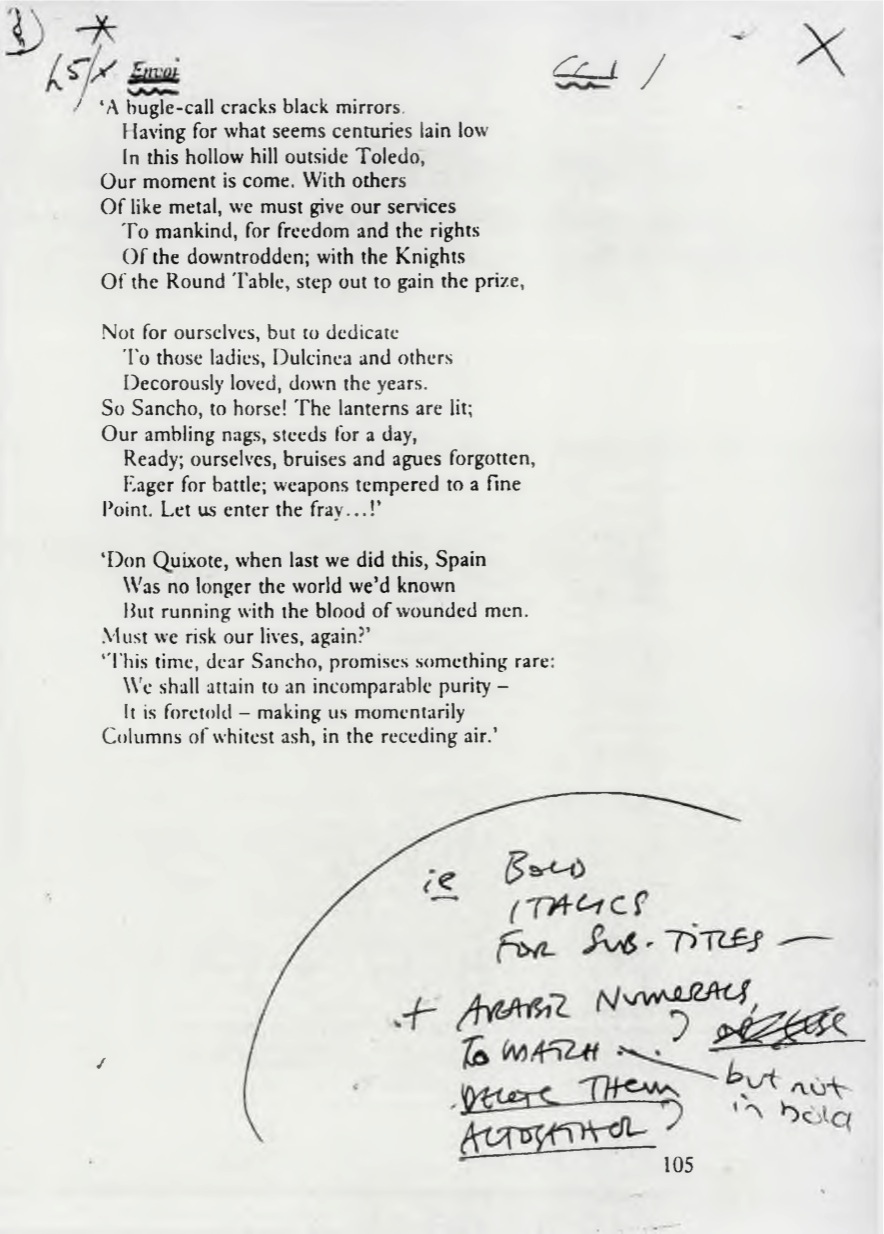 Envoi
‘A bugle-call cracks black mirrors.
Having for what seems centuries lain low
In this hollow hill outside Toledo,
Our moment is come. With others
Of like metal, we must give our services
To mankind, for freedom and the rights
Of the downtrodden; with the Knights
Of the Round Table, step out to gain the prize,
Not for ourselves, but to dedicate
To those ladies, Dulcinea and others
Decorously loved, down the years.
So Sancho, to horse! The lanterns are lit;
Our ambling nags, steeds for a day,
Ready; ourselves, bruises and agues forgotten,
Eager for battle; weapons tempered to a fine
Point. Let us enter the fray...!’
‘Don Quixote, when last we did this, Spain
Was no longer the world we’d known
But running with the blood of wounded men.
Must we risk our lives, again?’
‘This time, dear Sancho, promises something rare:
We shall attain to an incomparable purity –
It is foretold – making us momentarily
Columns of whitest ash, in the receding air.’
ie BOLD
ITALICS
FOR SUB-TITLES —
+ ARABIC NUMERALS,
TO MATCH
but not
in bold
DELETE THEM
ALTOGETHER?
105